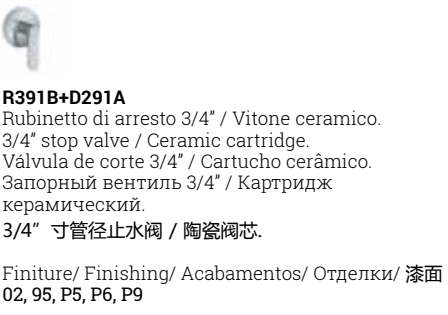 R391B+D291A
Rubinetto di arresto 3/4” / Vitone ceramico.
3/4” stop valve / Ceramic cartridge.
Válvula de corte 3/4” / Cartucho cerâmico.
Запорный вентиль 3/4” / Картридж
керамический.
3/4” 寸管径止水阀 / 陶瓷阀芯.
Finiture/ Finishing/ Acabamentos/ Отделки/ 漆面
02, 95, P5, P6, P9